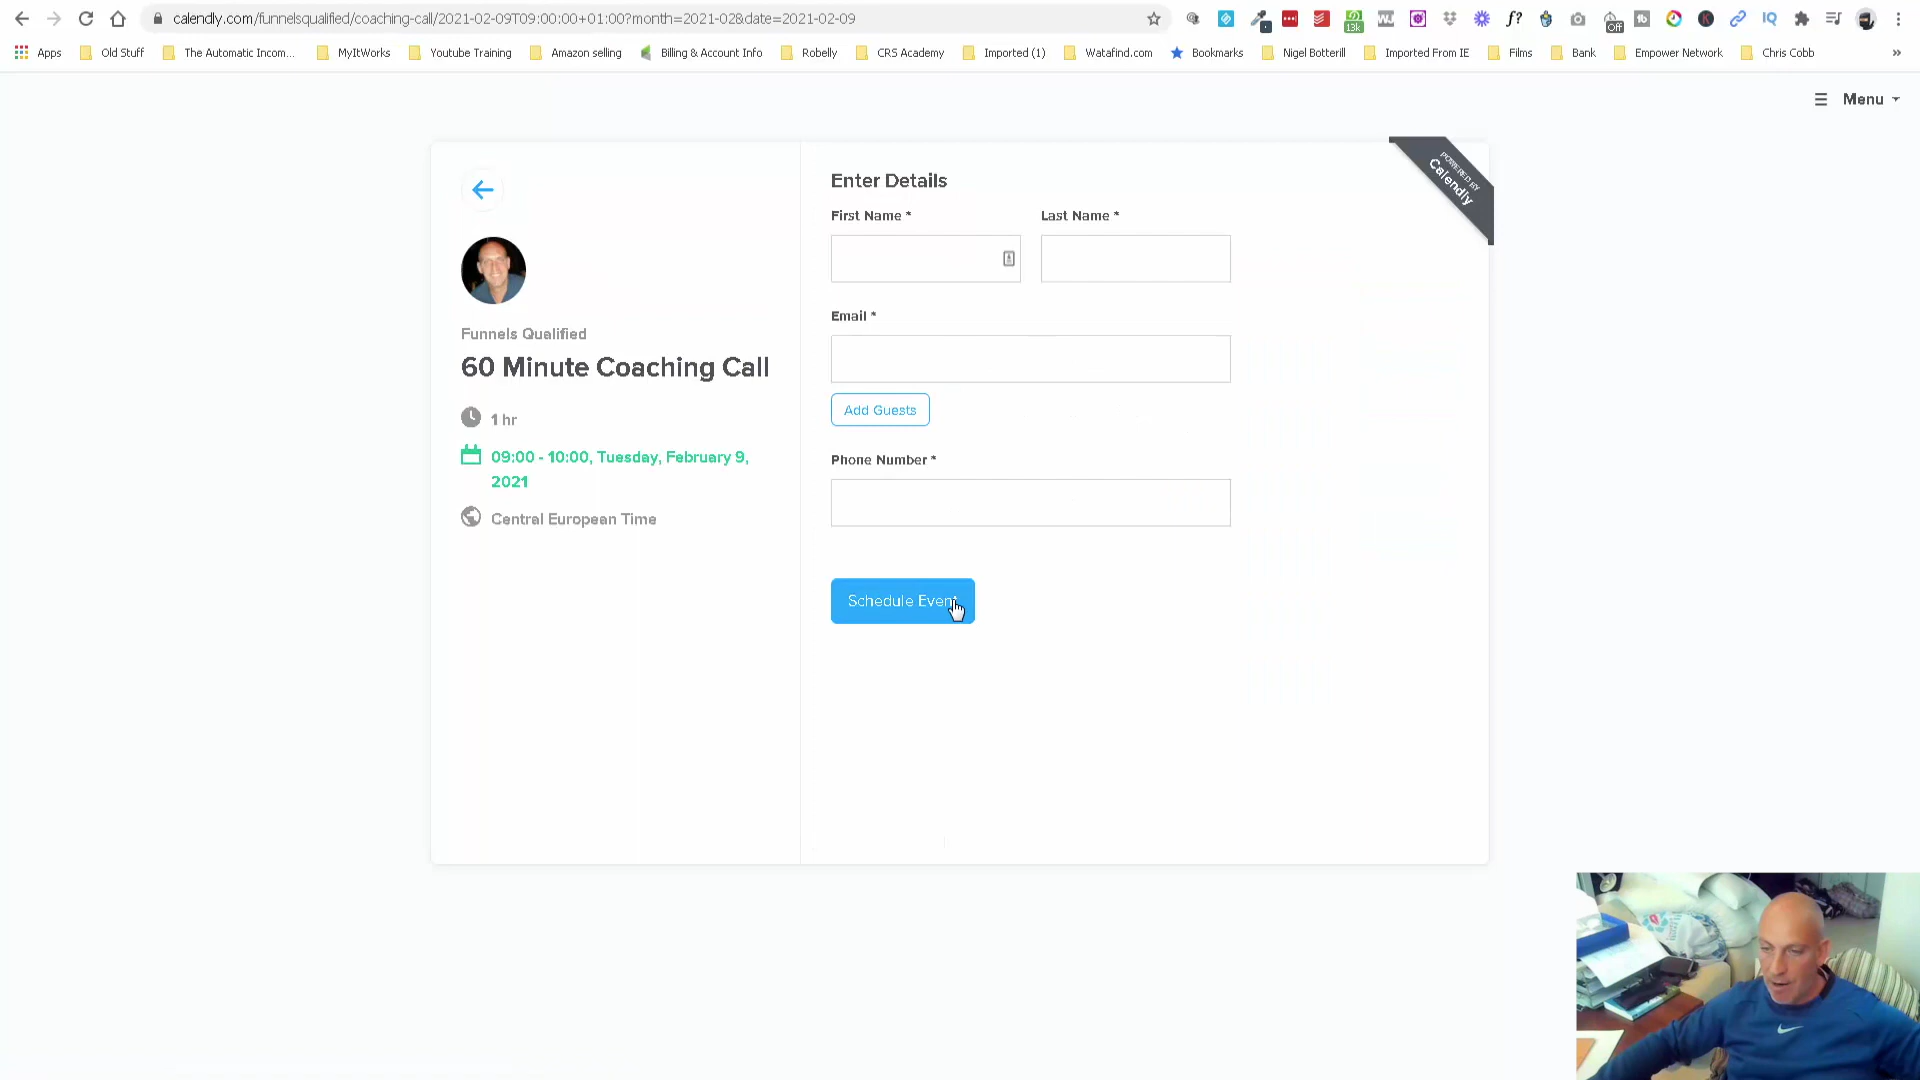 calendly.com/funnelsqualified/coaching-call/2021-02-09T09:00:00+01:00?month=2021-02&date=2021-02-09
13k
Off
Apps
Old Stuff
The Automatic Incom...
MyItWorks
Youtube Training
Amazon selling
Billing & Account Info
Robelly
CRS Academy
Imported (1)
Watafind.com
Bookmarks
Nigel Botterill
Imported From IE
Films
Bank
Empower Network
Chris Cobb
»
Menu
POWERED BY
Calendly
Funnels Qualified
60 Minute Coaching Call
1 hr
09:00 - 10:00, Tuesday, February 9,
2021
Central European Time
Enter Details
First Name * Last Name *
Email *
Add Guests
Phone Number *
Schedule Event